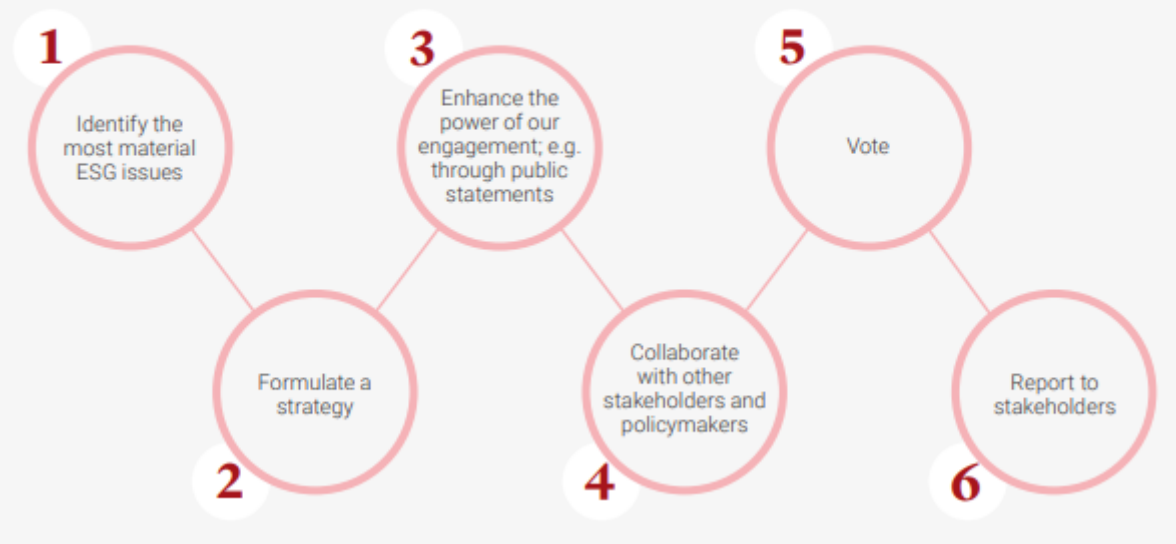 1
Identify the
most material
ESG issues
2
Formulate a
strategy
3
Enhance the
power of our
engagement; e.g.
through public
statements
4
Collaborate
with other
stakeholders and
policymakers
5
Vote
6
Report to
stakeholders